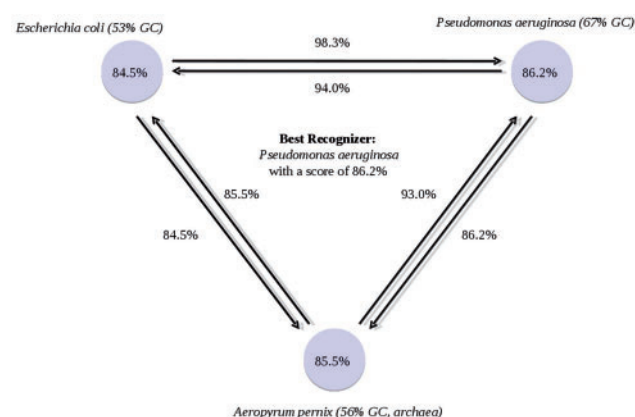 Escherichia coli (53% GC)
Pseudomonas aeruginosa (67% GC)
98.3%
84.5%
86.2%
94.0%
Best Recognizer:
Pseudomonas aeruginosa
with a score of 86.2%
85.5%
93.0%
84.5%
86.2%
85.5%
Aeropyrum pernix (56% GC, archaea)